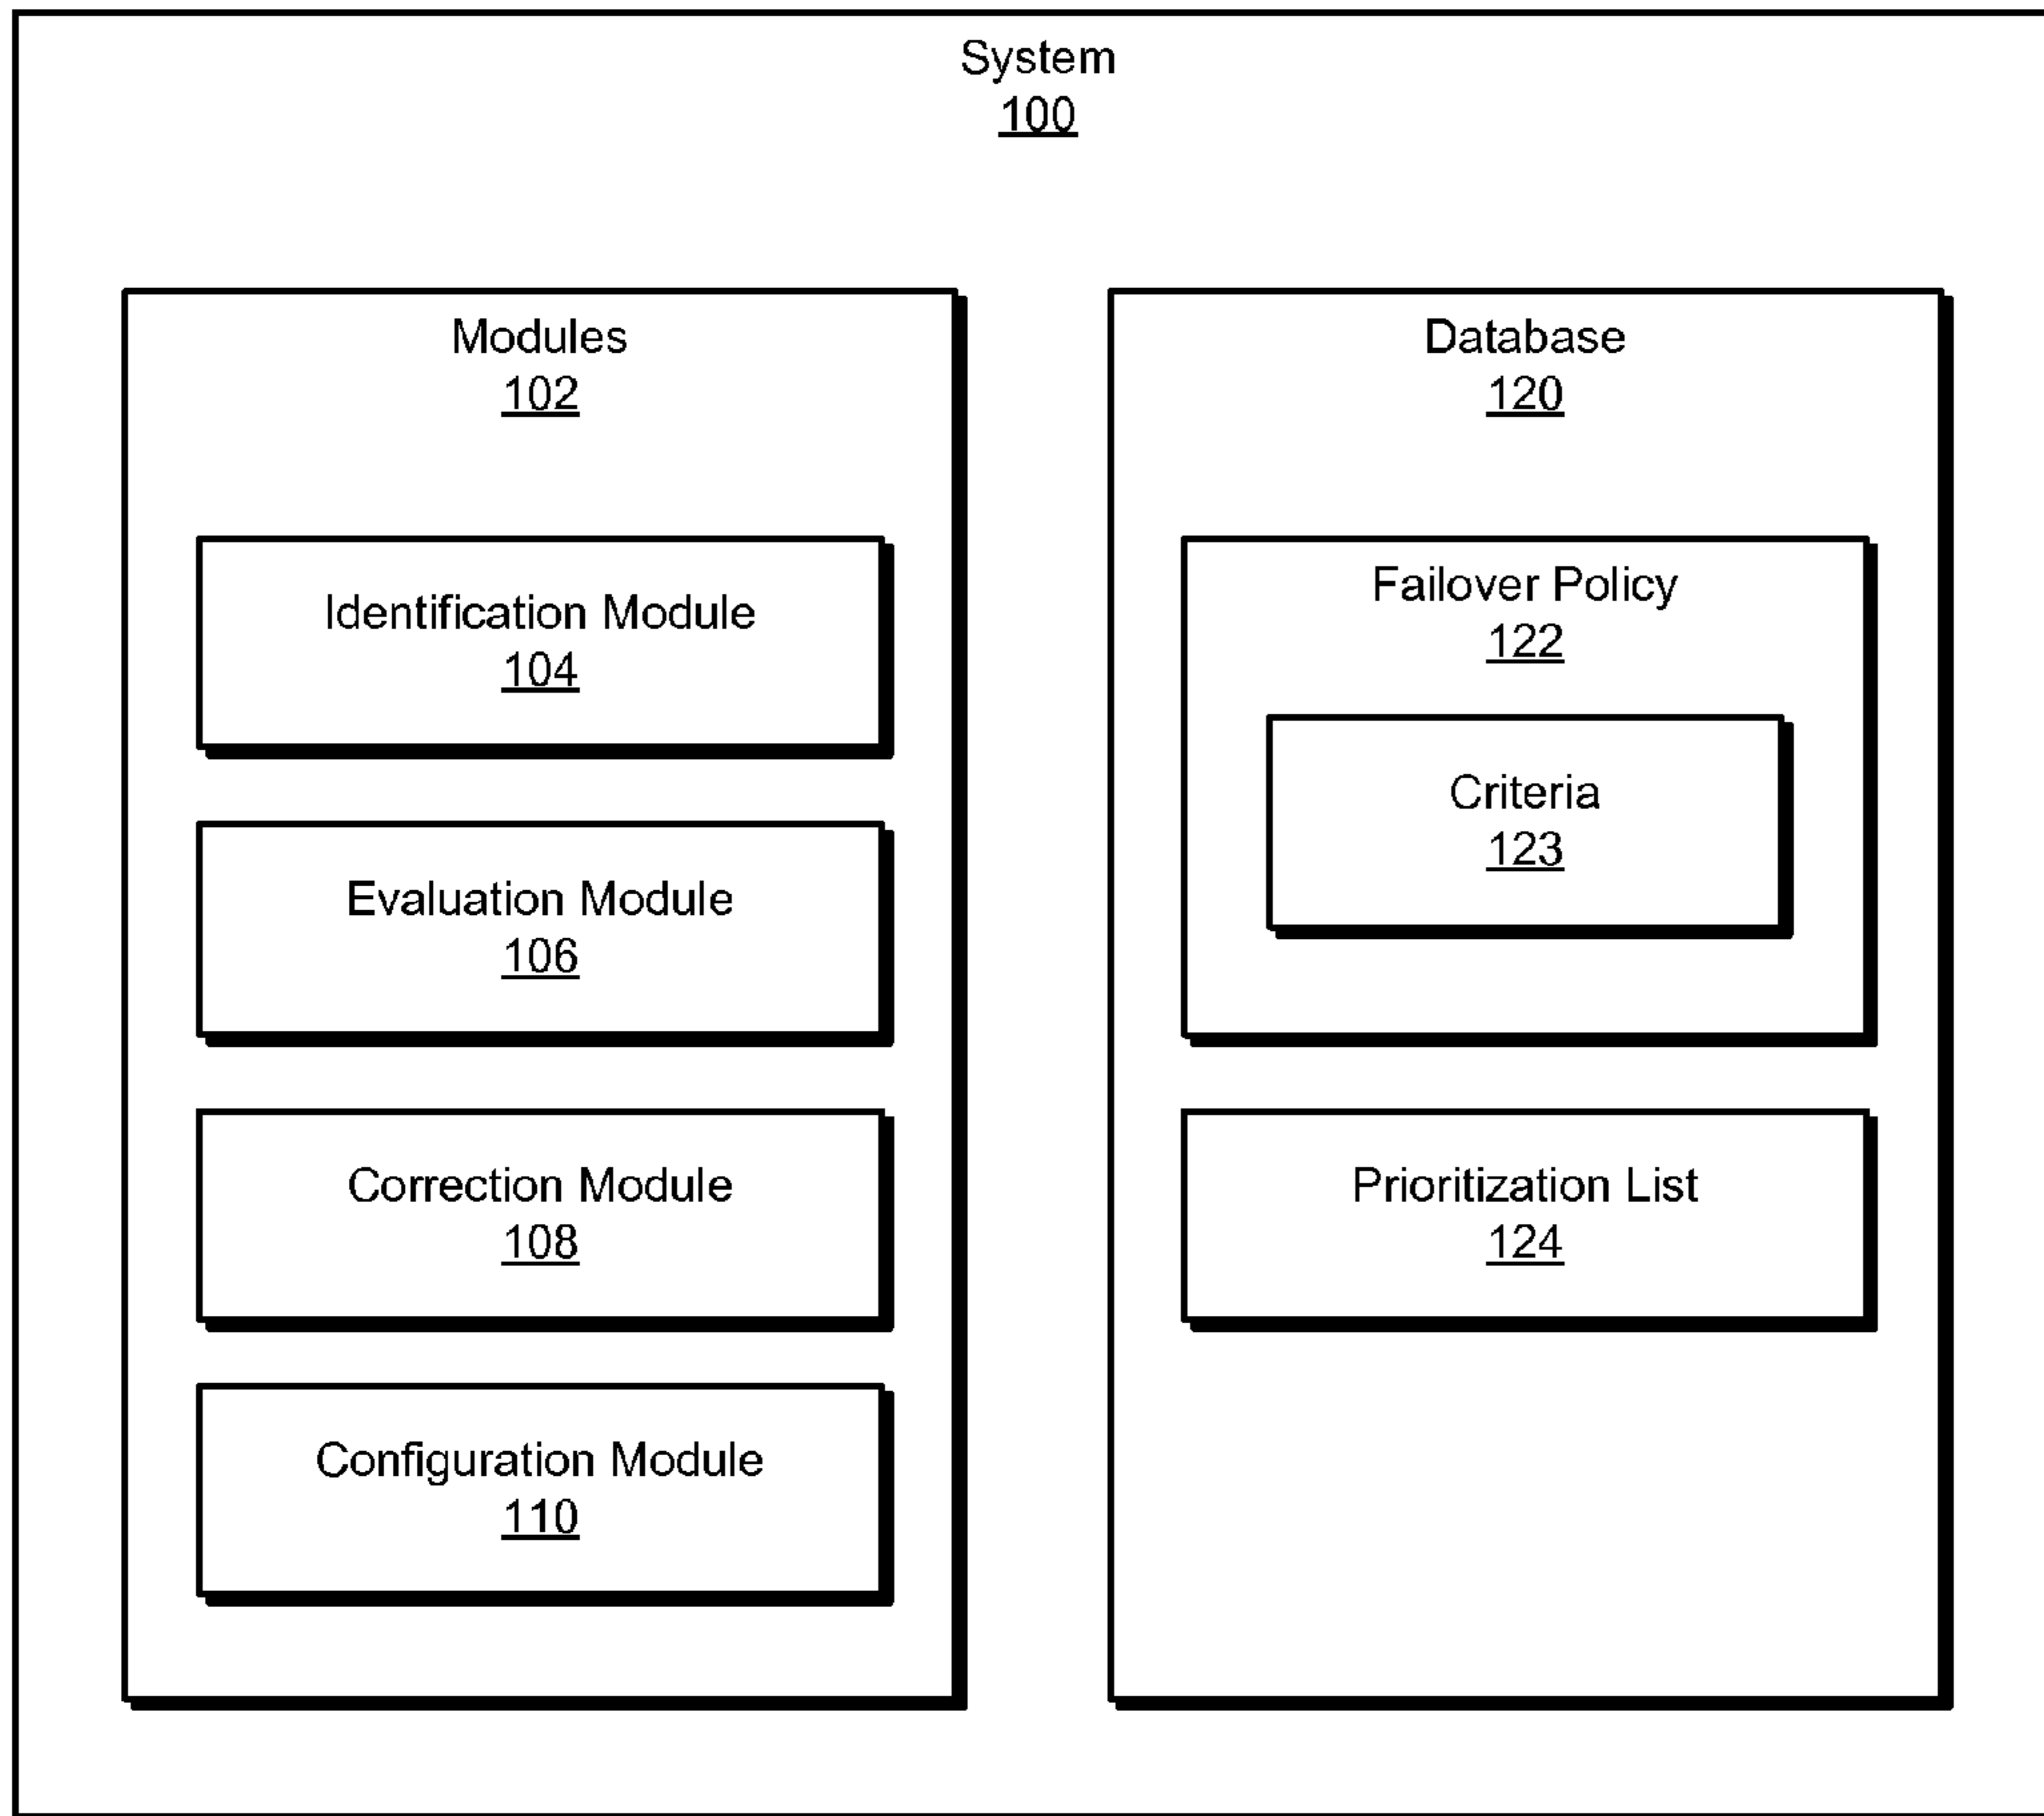 System
100
Modules
102
Identification Module
104
Evaluation Module
106
Correction Module
108
Configuration Module
110
Database
120
Failover Policy
122
Criteria
123
Prioritization List
124